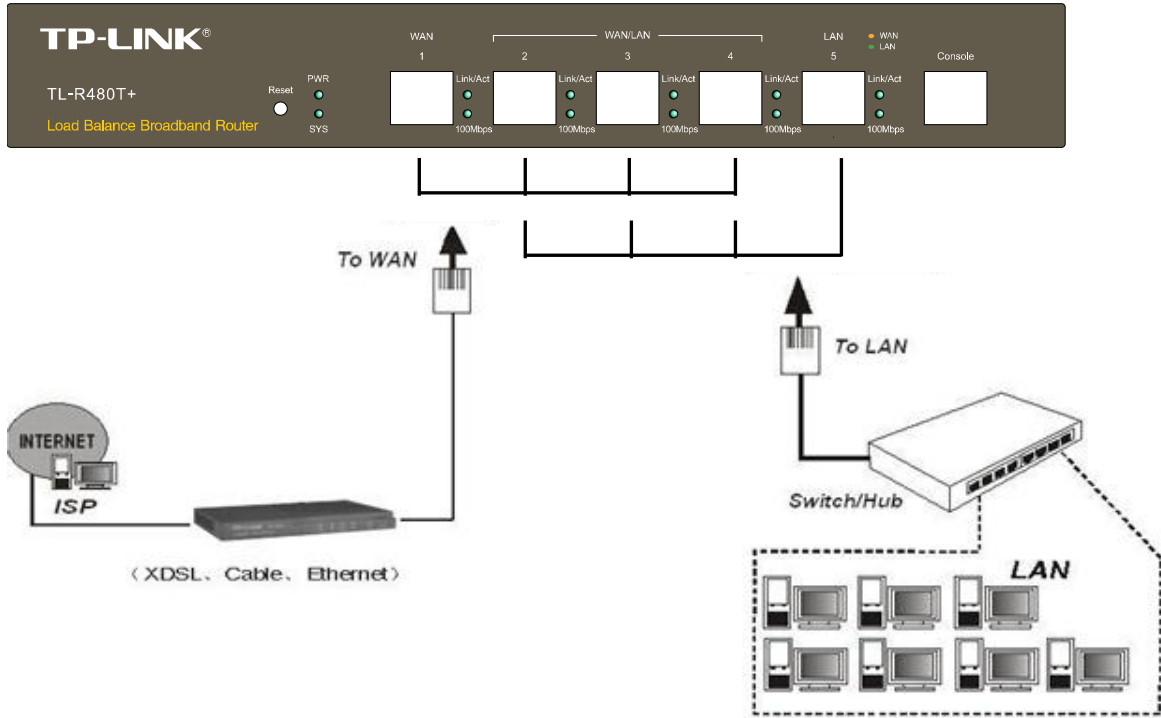 TP-LINK®
TL-R480T+
Load Balance Broadband Router
Reset
PWR
SYS
WAN
1
WAN/LAN
2
3
4
LAN
5
WAN
LAN
Console
Link/Act
100Mbps
Link/Act
100Mbps
Link/Act
100Mbps
Link/Act
100Mbps
Link/Act
100Mbps
To WAN
To LAN
INTERNET
ISP
(XDSL、Cable、Ethernet)
Switch/Hub
LAN